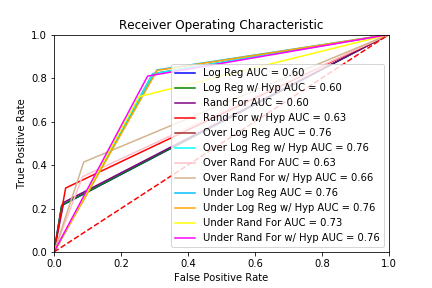 Receiver Operating Characteristic
1.0
0.8
0.6
0.4
0.2
0.0
True Positive Rate
Log Reg AUC = 0.60
Log Reg w/ Hyp AUC = 0.60
Rand For AUC = 0.60
Rand For w/ Hyp AUC = 0.63
Over Log Reg AUC = 0.76
Over Log Reg w/ Hyp AUC = 0.76
Over Rand For AUC = 0.63
Over Rand For w/ Hyp AUC = 0.66
Under Log Reg AUC = 0.76
Under Log Reg w/ Hyp AUC = 0.76
Under Rand For AUC = 0.73
Under Rand For w/ Hyp AUC = 0.76
0.0 0.2 0.4 0.6 0.8 1.0
False Positive Rate